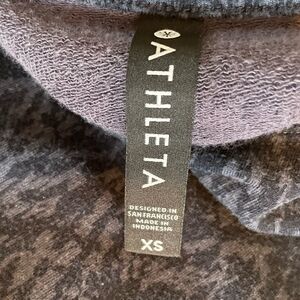 ATHLETA
DESIGNED IN
SAN FRANCISCO
MADE IN
INDONESIA
XS